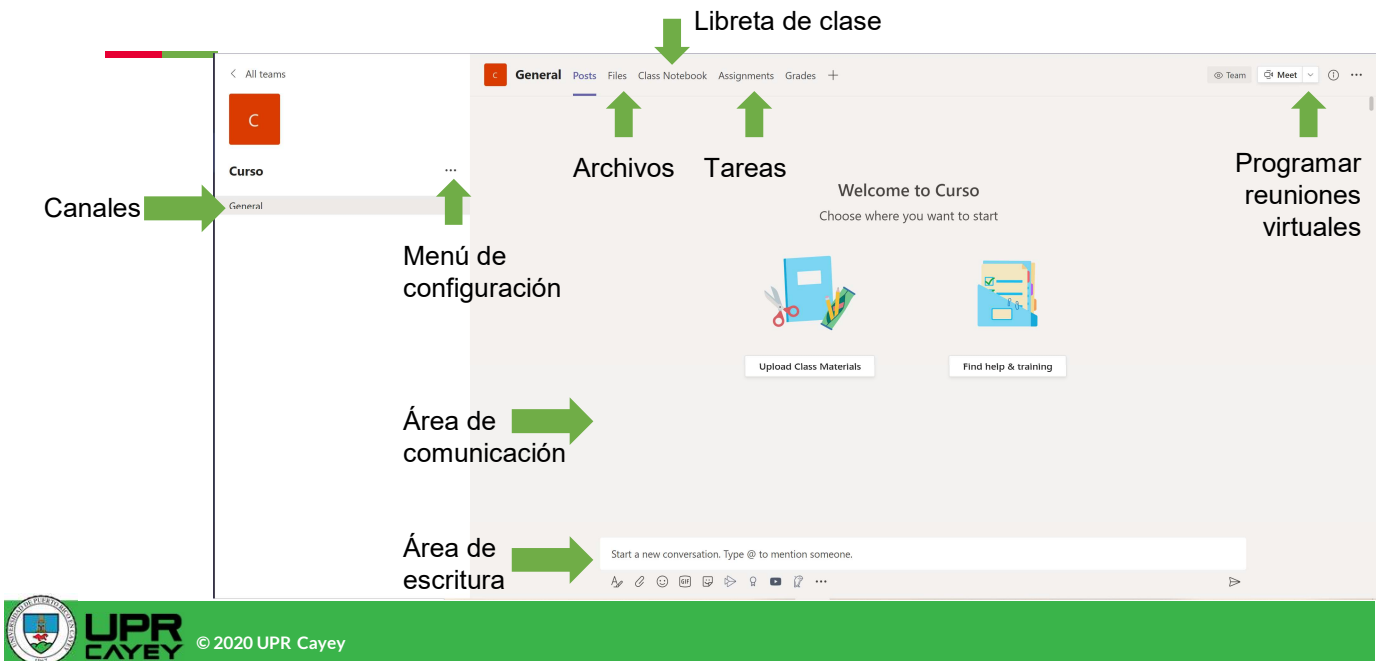 Libreta de clase
All teams
C
General Posts Files Class Notebook Assignments Grades
Team
Meet
C
Curso
Canales
General
Archivos
Tareas
Programar
reuniones
virtuales
Menú de
configuración
Welcome to Curso
Choose where you want to start
Upload Class Materials
Find help & training
Área de
comunicación
Área de
escritura
Start a new conversation. Type @ to mention someone.
GIF
UPR
CAYEY
© 2020 UPR Cayey